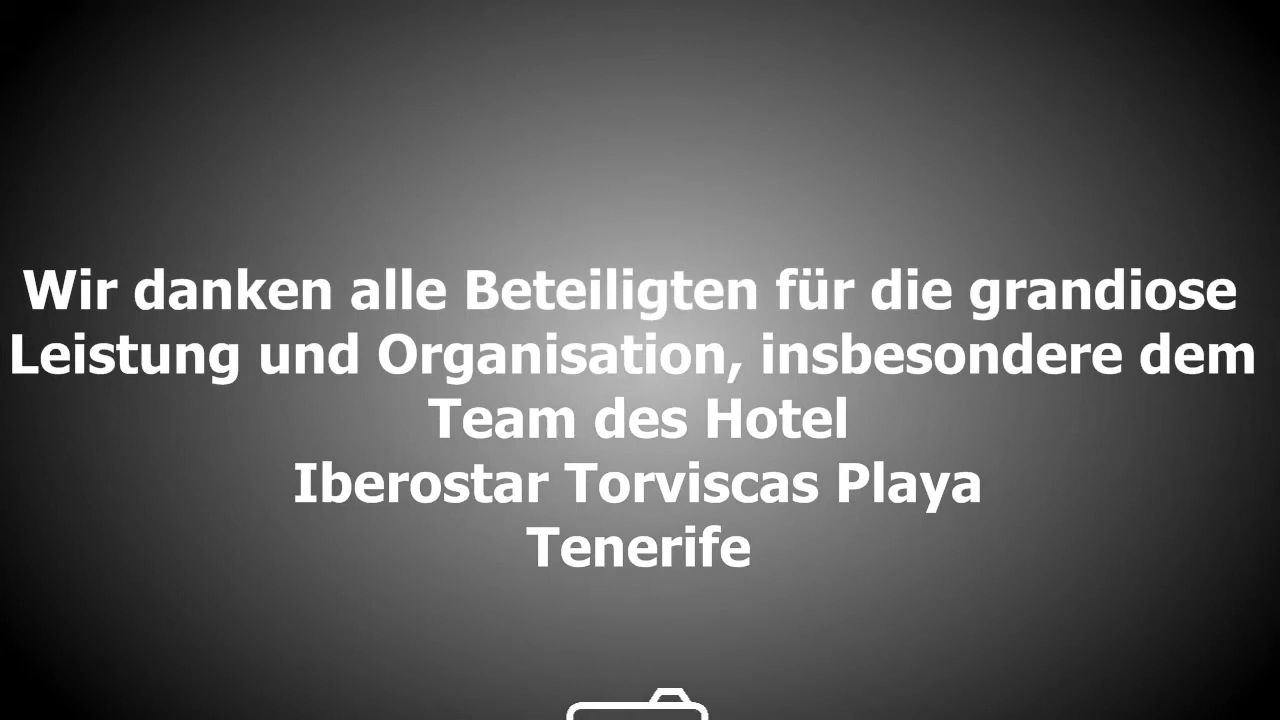 Wir danken alle Beteiligten für die grandiose
Leistung und Organisation, insbesondere dem
Team des Hotel
Iberostar Torviscas Playa
Tenerife